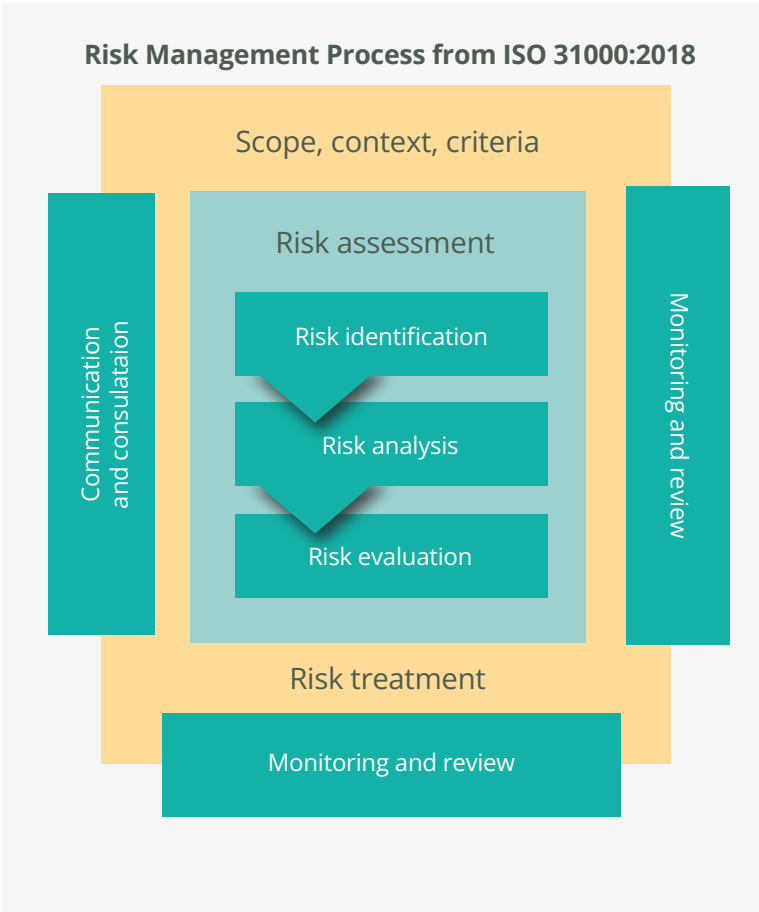 Risk Management Process from ISO 31000:2018
Scope, context, criteria
Communication
and consulataion
Risk assessment
Risk identification
Risk analysis
Risk evaluation
Monitoring and review
Risk treatment
Monitoring and review